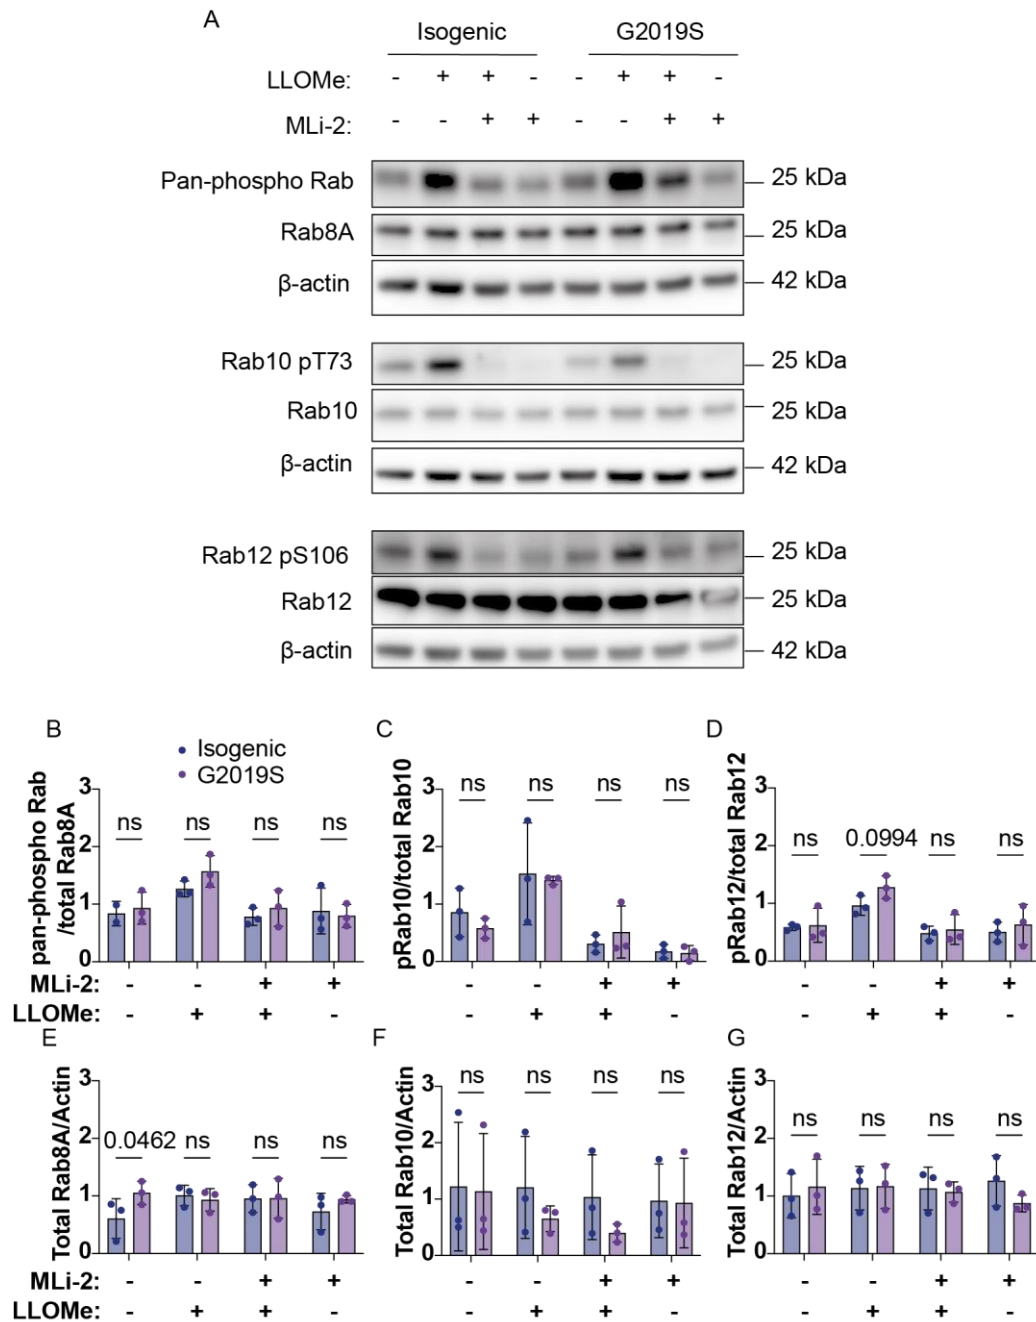 A
Isogenic G2019S
LLOMe: - + + - - + + -
MLi-2: - - + + - - + +
Pan-phospho Rab 25 kDa
Rab8A 25 kDa
β-actin 42 kDa
Rab10 pT73 25 kDa
Rab10 25 kDa
β-actin 42 kDa
Rab12 pS106 25 kDa
Rab12 25 kDa
β-actin 42 kDa
B
Isogenic
G2019S
pan-phospho Rab
/total Rab8A
3
2
1
0
ns ns ns ns
MLi-2: - - + +
LLOMe: - + + -
C
pRab10/total Rab10
3
2
1
0
ns ns ns ns
- - + +
- + + -
D
pRab12/total Rab12
3
2
1
0
ns 0.0994 ns ns
- - + +
- + + -
E
Total Rab8A/Actin
3
2
1
0
0.0462 ns ns ns
MLi-2: - - + +
LLOMe: - + + -
F
Total Rab10/Actin
3
2
1
0
ns ns ns ns
- - + +
- + + -
G
Total Rab12/Actin
3
2
1
0
ns ns ns ns
- - + +
- + + -